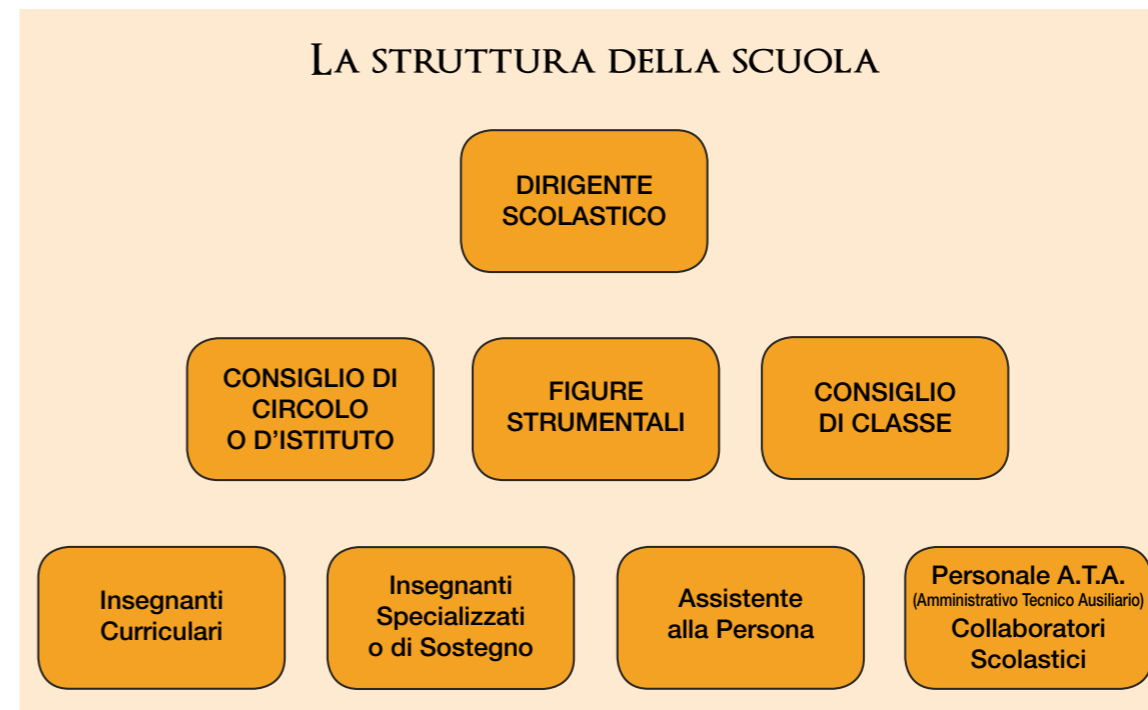 La struttura della scuola
DIRIGENTE
SCOLASTICO
CONSIGLIO DI
CIRCOLO
O D'ISTITUTO
FIGURE
STRUMENTALI
CONSIGLIO
DI CLASSE
Insegnanti
Curriculari
Insegnanti
Specializzati
o di Sostegno
Assistente
alla Persona
Personale A.T.A.
(Amministrativo Tecnico Ausiliario)
Collaboratori
Scolastici